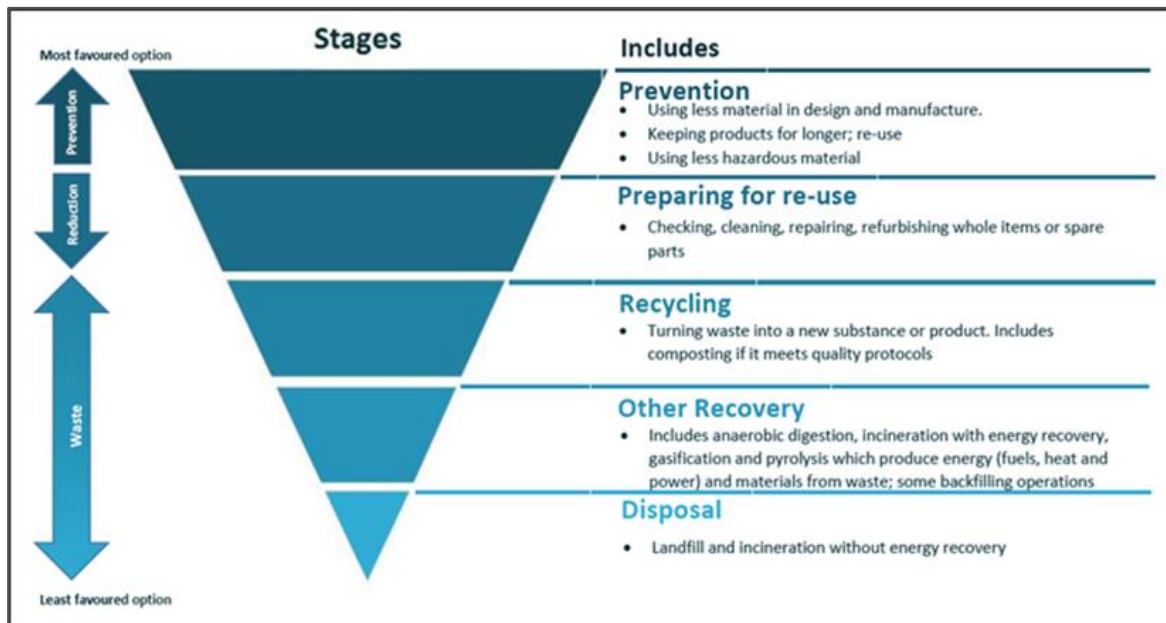 Stages
Includes
Most favoured option
Prevention
Reduction
Waste
Least favoured option
Prevention
• Using less material in design and manufacture.
• Keeping products for longer; re-use
• Using less hazardous material
Preparing for re-use
• Checking, cleaning, repairing, refurbishing whole items or spare
parts
Recycling
• Turning waste into a new substance or product. Includes
composting if it meets quality protocols
Other Recovery
• Includes anaerobic digestion, incineration with energy recovery,
gasification and pyrolysis which produce energy (fuels, heat and
power) and materials from waste; some backfilling operations
Disposal
• Landfill and incineration without energy recovery